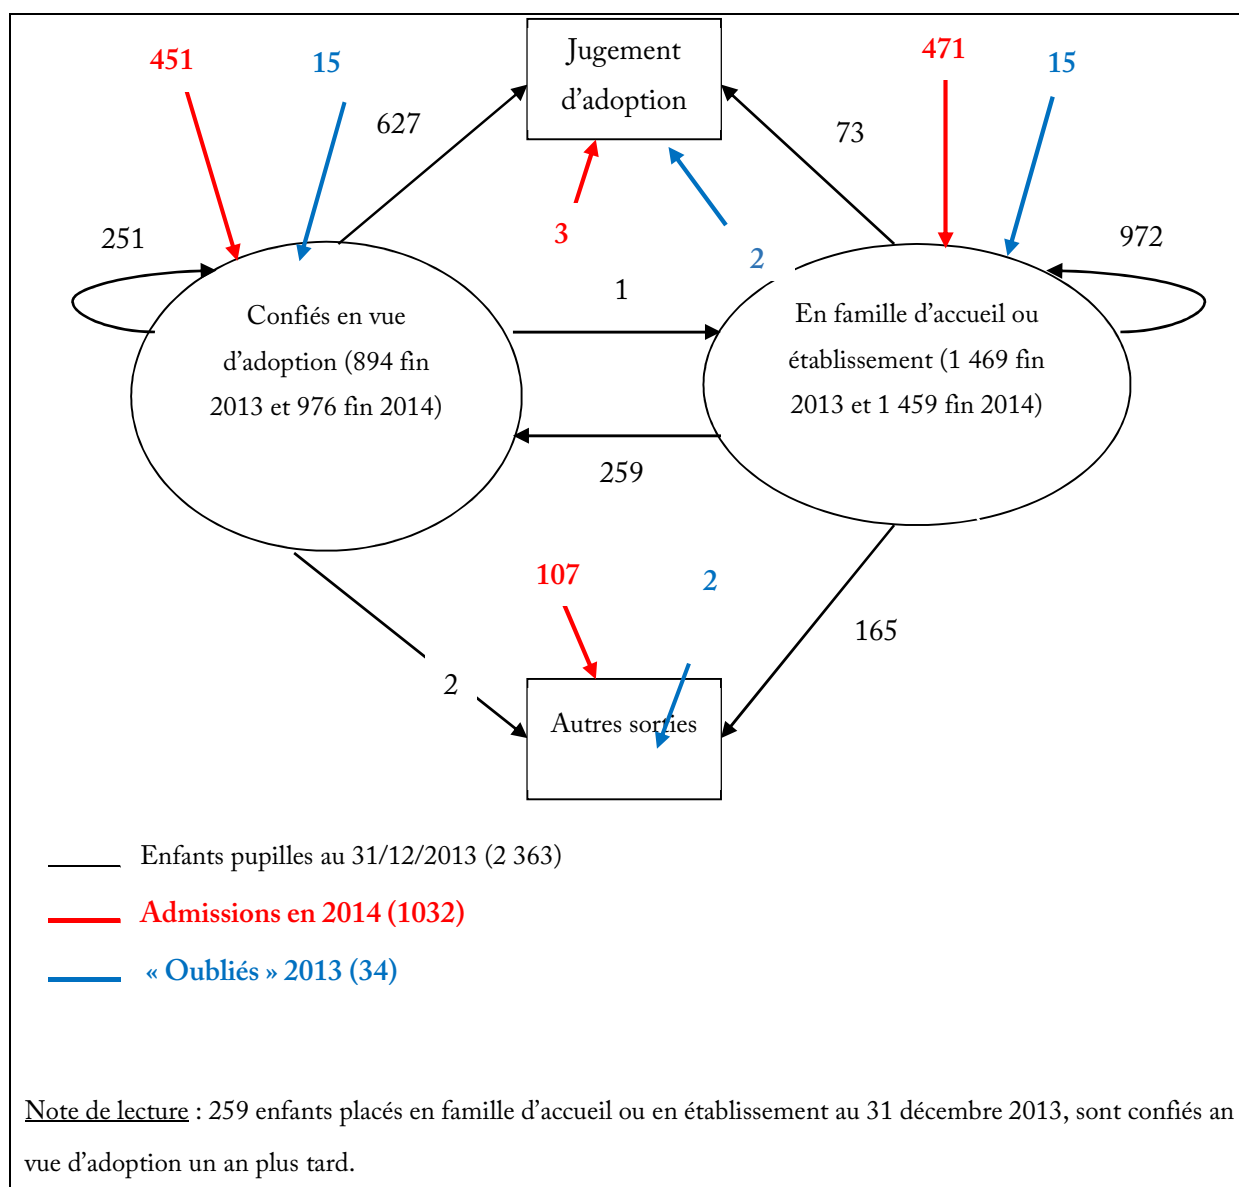 451
15
Jugement
d’adoption
471
15
627
73
3
2
251
972
1
Confiés en vue
d’adoption (894 fin
2013 et 976 fin 2014)
En famille d’accueil ou
établissement (1 469 fin
2013 et 1 459 fin 2014)
259
107
2
165
2
Autres sorties
Enfants pupilles au 31/12/2013 (2 363)
Admissions en 2014 (1032)
« Oubliés » 2013 (34)
Note de lecture : 259 enfants placés en famille d’accueil ou en établissement au 31 décembre 2013, sont confiés an
vue d’adoption un an plus tard.